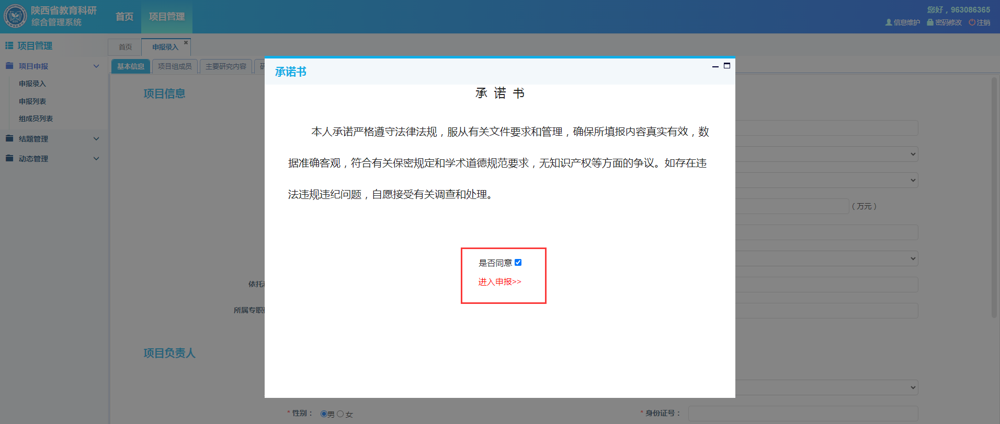 陕西省教育科研
综合管理系统
首页
项目管理
您好，963086365
信息维护 密码修改 注销
项目管理
项目申报
申报录入
申报列表
组成员列表
结题管理
动态管理
首页
申报录入
基本信息
项目组成员
主要研究内容
项目信息
承诺书
承 诺 书
本人承诺严格遵守法律法规，服从有关文件要求和管理，确保所填报内容真实有效，数
据准确客观，符合有关保密规定和学术道德规范要求，无知识产权等方面的争议。如存在违
法违规违纪问题，自愿接受有关调查和处理。
是否同意
进入申报>>
（万元）
依托
所属专职
项目负责人
* 性别： 男 女
* 身份证号：